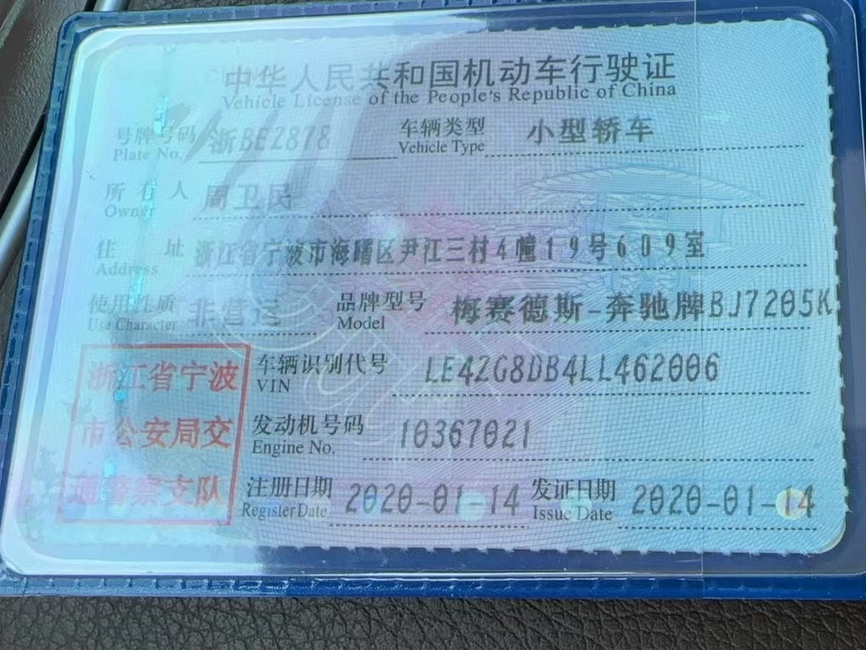 中华人民共和国机动车行驶证
Vehicle License of the People's Republic of China
号牌号码 浙BE2878 车辆类型 小型轿车
Plate No. Vehicle Type
所有人 周卫民
Owner
住址 浙江省宁波市海曙区尹江三村4幢19号609室
Address
使用性质 非营运 品牌型号 梅赛德斯-奔驰牌BJ7205K
Use Character Model
浙江省宁波
市公安局交
通警察支队
车辆识别代号 LE42G8DB4LL462006
VIN
发动机号码 10367021
Engine No.
注册日期 2020-01-14 发证日期 2020-01-14
Register Date Issue Date